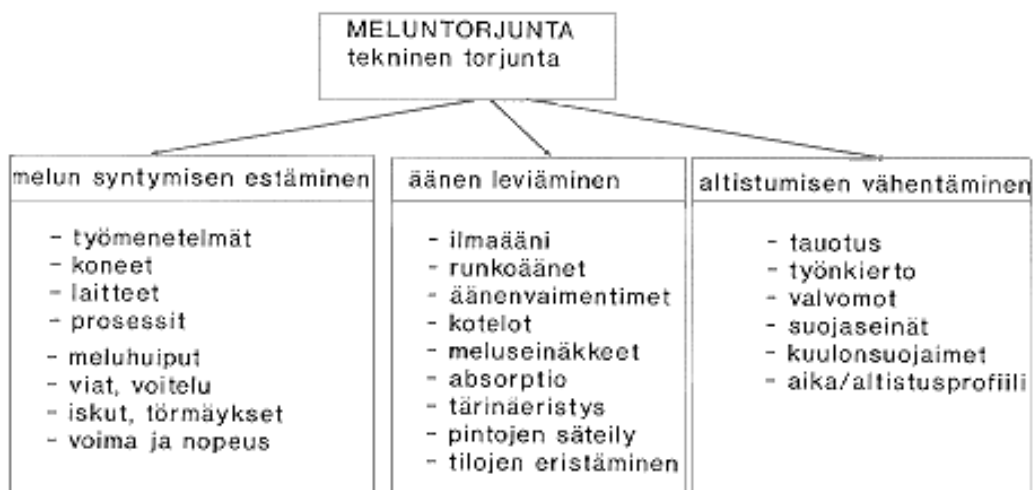 MELUNTORJUNTA
tekninen torjunta
melun syntymisen estäminen
- työmenetelmät
- koneet
- laitteet
- prosessit
- meluhuiput
- viat, voitelu
- iskut, törmäykset
- voima ja nopeus
äänen leviäminen
- ilmaääni
- runkoäänet
- äänenvaimentimet
- kotelot
- meluseinäkkeet
- absorptio
- tärinäeristys
- pintojen säteily
- tilojen eristäminen
altistumisen vähentäminen
- tauotus
- työnkierto
- valvomot
- suojaseinät
- kuulonsuojaimet
- aika/altistusprofiili